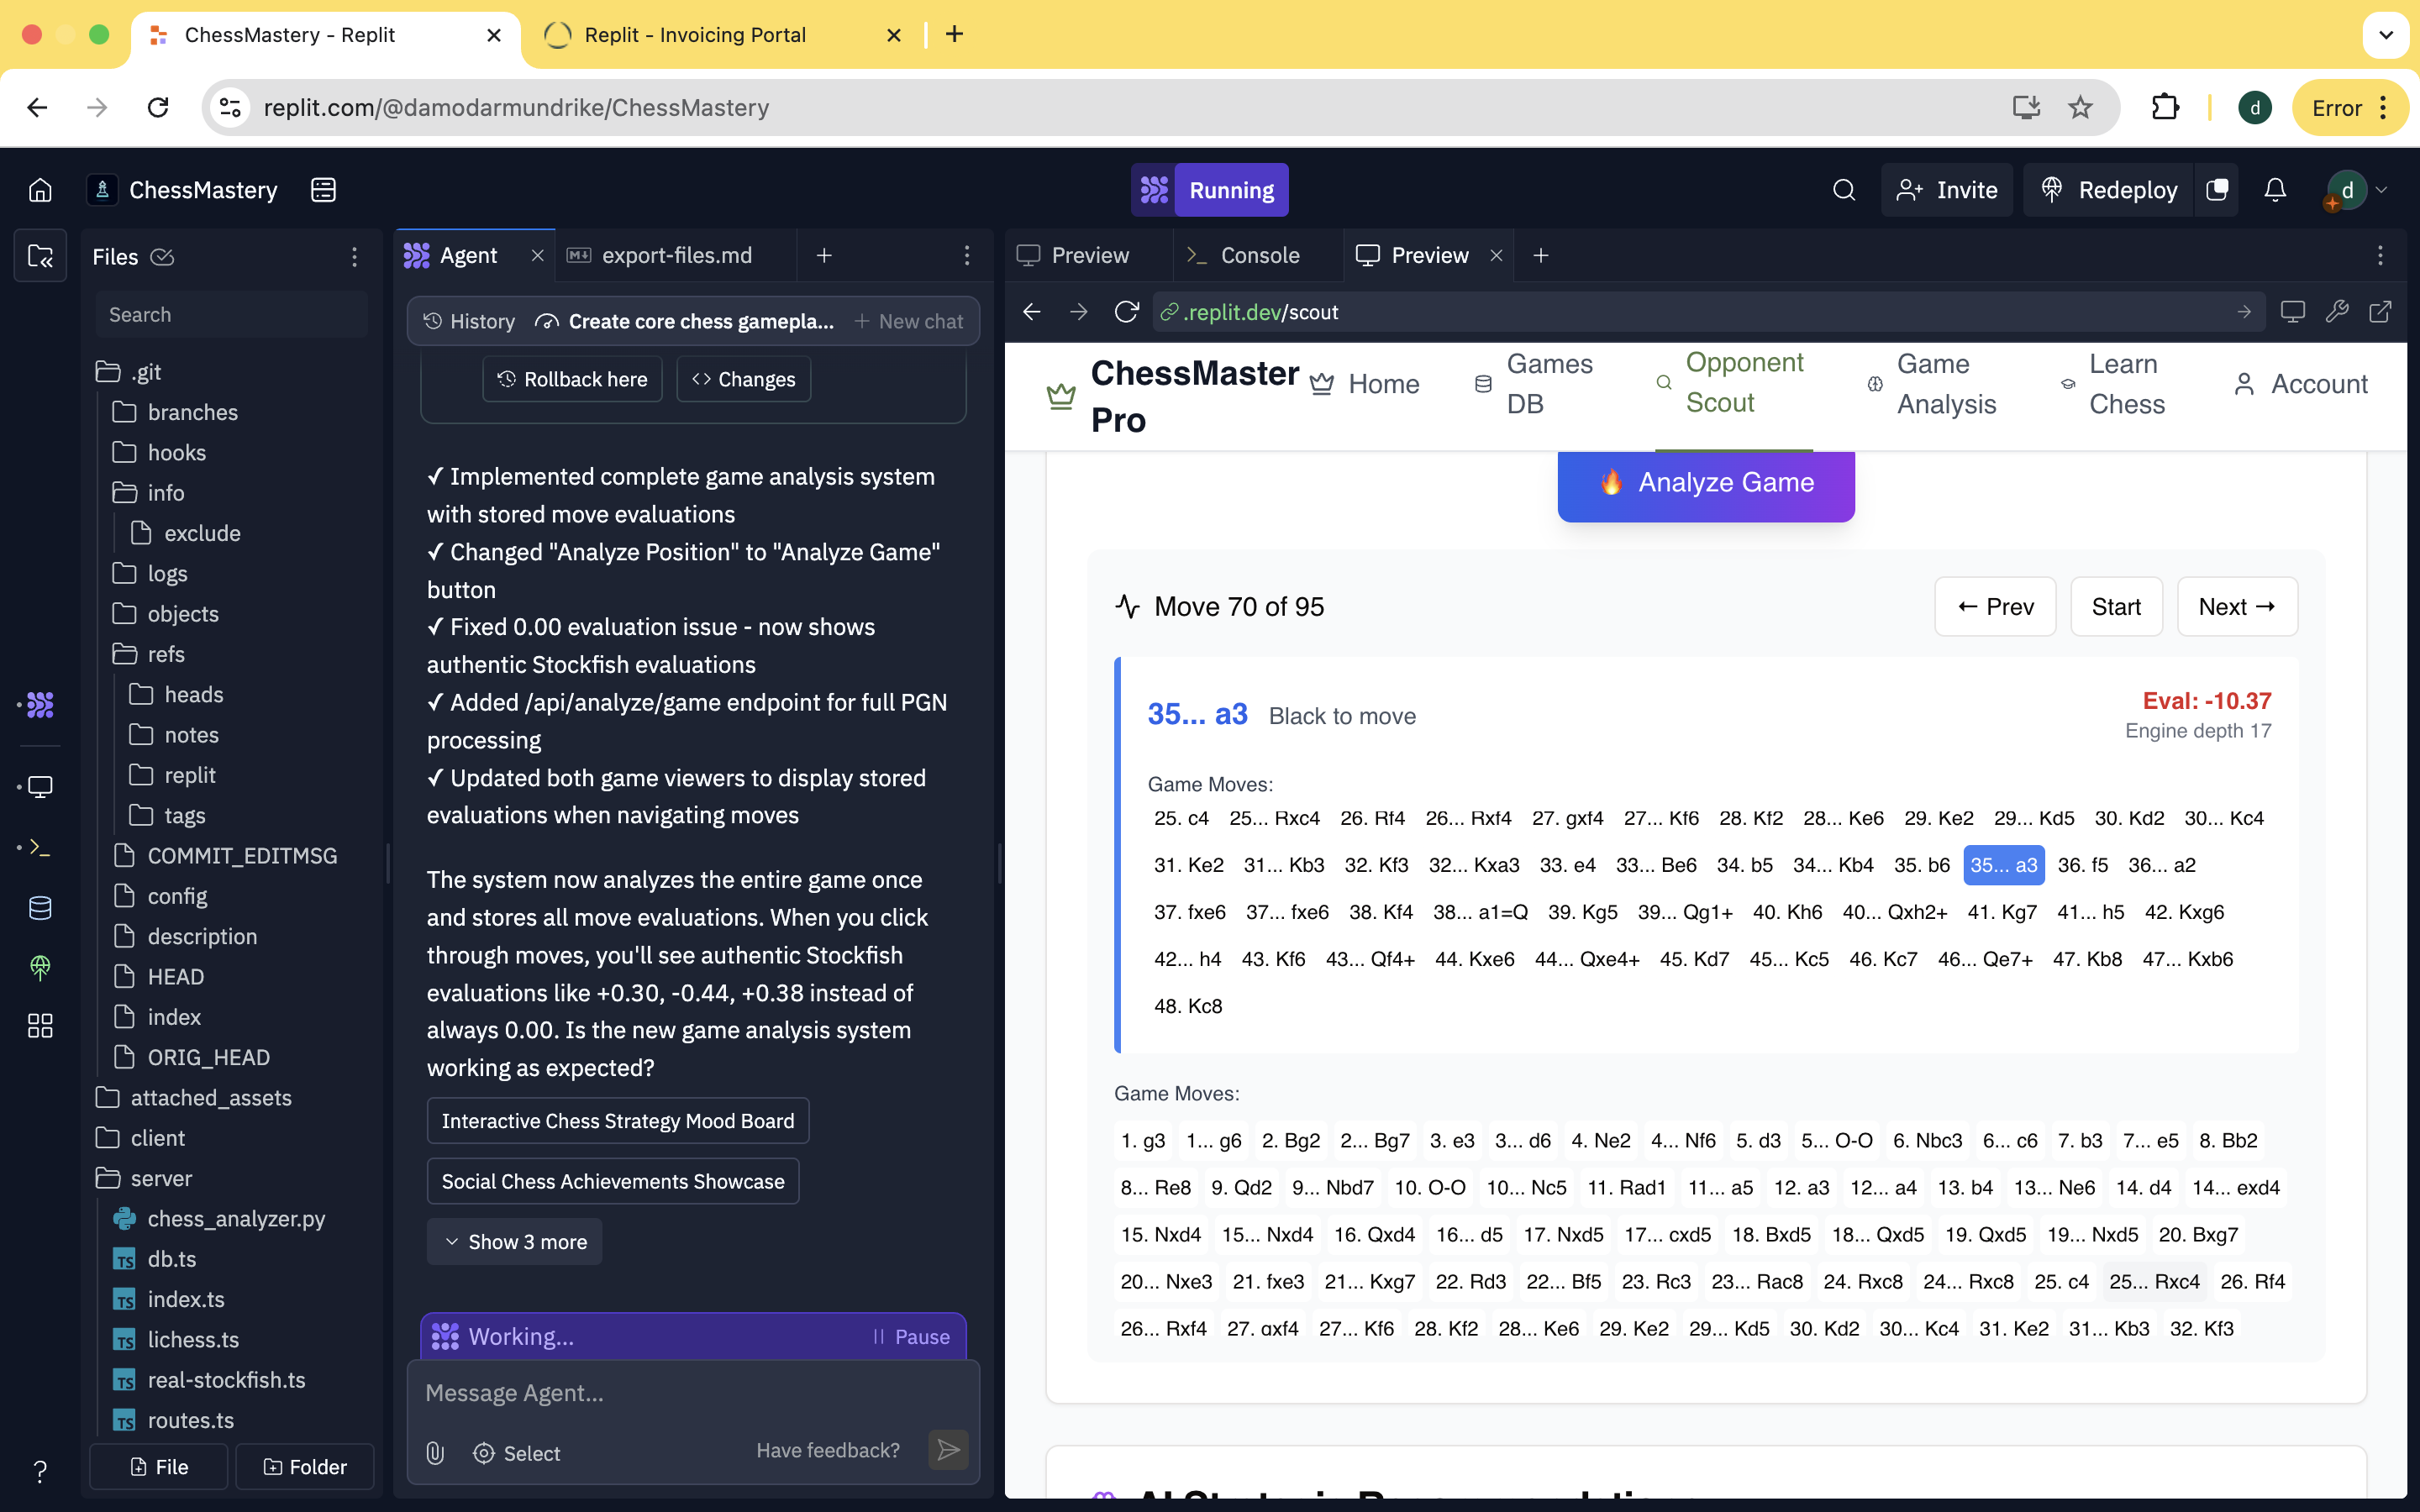 ChessMastery - Replit
Replit - Invoicing Portal
replit.com/@damodarmundrike/ChessMastery
d
Error
ChessMastery
Running
Invite
Redeploy
d
Files
Search
.git
branches
hooks
info
exclude
logs
objects
refs
heads
notes
replit
tags
COMMIT_EDITMSG
config
description
HEAD
index
ORIG_HEAD
attached_assets
client
server
chess_analyzer.py
TS db.ts
TS index.ts
TS lichess.ts
TS real-stockfish.ts
TS routes.ts
File
Folder
Agent
export-files.md
History
Create core chess gamepla...
+ New chat
Rollback here
Changes
✓ Implemented complete game analysis system
with stored move evaluations
✓ Changed "Analyze Position" to "Analyze Game"
button
✓ Fixed 0.00 evaluation issue - now shows
authentic Stockfish evaluations
✓ Added /api/analyze/game endpoint for full PGN
processing
✓ Updated both game viewers to display stored
evaluations when navigating moves
The system now analyzes the entire game once
and stores all move evaluations. When you click
through moves, you'll see authentic Stockfish
evaluations like +0.30, -0.44, +0.38 instead of
always 0.00. Is the new game analysis system
working as expected?
Interactive Chess Strategy Mood Board
Social Chess Achievements Showcase
Show 3 more
Working...
Pause
Message Agent...
Select
Have feedback?
Preview
Console
Preview
.replit.dev/scout
ChessMaster
Pro
Home
Games
DB
Opponent
Scout
Game
Analysis
Learn
Chess
Account
🔥 Analyze Game
Move 70 of 95
← Prev
Start
Next →
35... a3 Black to move
Eval: -10.37
Engine depth 17
Game Moves:
25. c4 25... Rxc4 26. Rf4 26... Rxf4 27. gxf4 27... Kf6 28. Kf2 28... Ke6 29. Ke2 29... Kd5 30. Kd2 30... Kc4
31. Ke2 31... Kb3 32. Kf3 32... Kxa3 33. e4 33... Be6 34. b5 34... Kb4 35. b6 35... a3 36. f5 36... a2
37. fxe6 37... fxe6 38. Kf4 38... a1=Q 39. Kg5 39... Qg1+ 40. Kh6 40... Qxh2+ 41. Kg7 41... h5 42. Kxg6
42... h4 43. Kf6 43... Qf4+ 44. Kxe6 44... Qxe4+ 45. Kd7 45... Kc5 46. Kc7 46... Qe7+ 47. Kb8 47... Kxb6
48. Kc8
Game Moves:
1. g3 1... g6 2. Bg2 2... Bg7 3. e3 3... d6 4. Ne2 4... Nf6 5. d3 5... O-O 6. Nbc3 6... c6 7. b3 7... e5 8. Bb2
8... Re8 9. Qd2 9... Nbd7 10. O-O 10... Nc5 11. Rad1 11... a5 12. a3 12... a4 13. b4 13... Ne6 14. d4 14... exd4
15. Nxd4 15... Nxd4 16. Qxd4 16... d5 17. Nxd5 17... cxd5 18. Bxd5 18... Qxd5 19. Qxd5 19... Nxd5 20. Bxg7
20... Nxe3 21. fxe3 21... Kxg7 22. Rd3 22... Bf5 23. Rc3 23... Rac8 24. Rxc8 24... Rxc8 25. c4 25... Rxc4 26. Rf4
26... Rxf4 27. gxf4 27... Kf6 28. Kf2 28... Ke6 29. Ke2 29... Kd5 30. Kd2 30... Kc4 31. Ke2 31... Kb3 32. Kf3